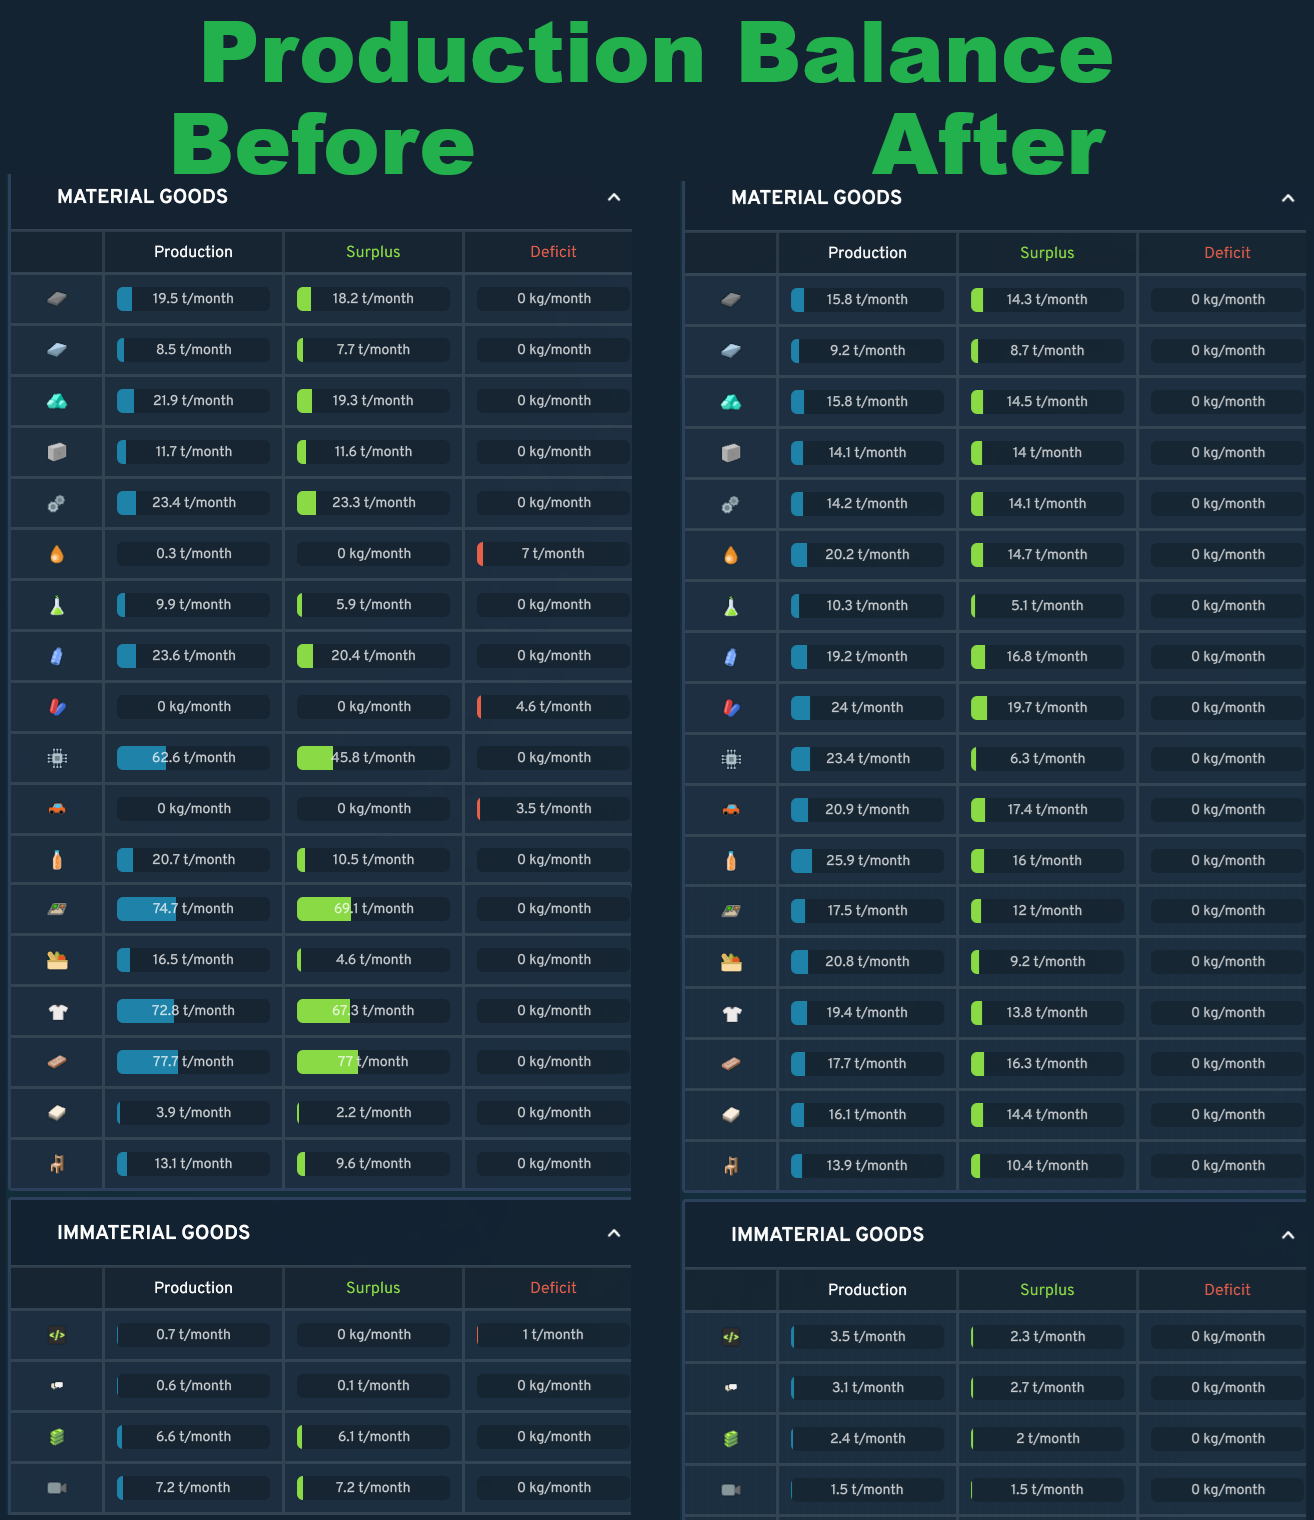 Production Balance
Before After
MATERIAL GOODS
Production Surplus Deficit
19.5 t/month 18.2 t/month 0 kg/month
8.5 t/month 7.7 t/month 0 kg/month
21.9 t/month 19.3 t/month 0 kg/month
11.7 t/month 11.6 t/month 0 kg/month
23.4 t/month 23.3 t/month 0 kg/month
0.3 t/month 0 kg/month 7 t/month
9.9 t/month 5.9 t/month 0 kg/month
23.6 t/month 20.4 t/month 0 kg/month
0 kg/month 0 kg/month 4.6 t/month
62.6 t/month 45.8 t/month 0 kg/month
0 kg/month 0 kg/month 3.5 t/month
20.7 t/month 10.5 t/month 0 kg/month
74.7 t/month 69.1 t/month 0 kg/month
16.5 t/month 4.6 t/month 0 kg/month
72.8 t/month 67.3 t/month 0 kg/month
77.7 t/month 77 t/month 0 kg/month
3.9 t/month 2.2 t/month 0 kg/month
13.1 t/month 9.6 t/month 0 kg/month
IMMATERIAL GOODS
Production Surplus Deficit
0.7 t/month 0 kg/month 1 t/month
0.6 t/month 0.1 t/month 0 kg/month
6.6 t/month 6.1 t/month 0 kg/month
7.2 t/month 7.2 t/month 0 kg/month
MATERIAL GOODS
Production Surplus Deficit
15.8 t/month 14.3 t/month 0 kg/month
9.2 t/month 8.7 t/month 0 kg/month
15.8 t/month 14.5 t/month 0 kg/month
14.1 t/month 14 t/month 0 kg/month
14.2 t/month 14.1 t/month 0 kg/month
20.2 t/month 14.7 t/month 0 kg/month
10.3 t/month 5.1 t/month 0 kg/month
19.2 t/month 16.8 t/month 0 kg/month
24 t/month 19.7 t/month 0 kg/month
23.4 t/month 6.3 t/month 0 kg/month
20.9 t/month 17.4 t/month 0 kg/month
25.9 t/month 16 t/month 0 kg/month
17.5 t/month 12 t/month 0 kg/month
20.8 t/month 9.2 t/month 0 kg/month
19.4 t/month 13.8 t/month 0 kg/month
17.7 t/month 16.3 t/month 0 kg/month
16.1 t/month 14.4 t/month 0 kg/month
13.9 t/month 10.4 t/month 0 kg/month
IMMATERIAL GOODS
Production Surplus Deficit
3.5 t/month 2.3 t/month 0 kg/month
3.1 t/month 2.7 t/month 0 kg/month
2.4 t/month 2 t/month 0 kg/month
1.5 t/month 1.5 t/month 0 kg/month